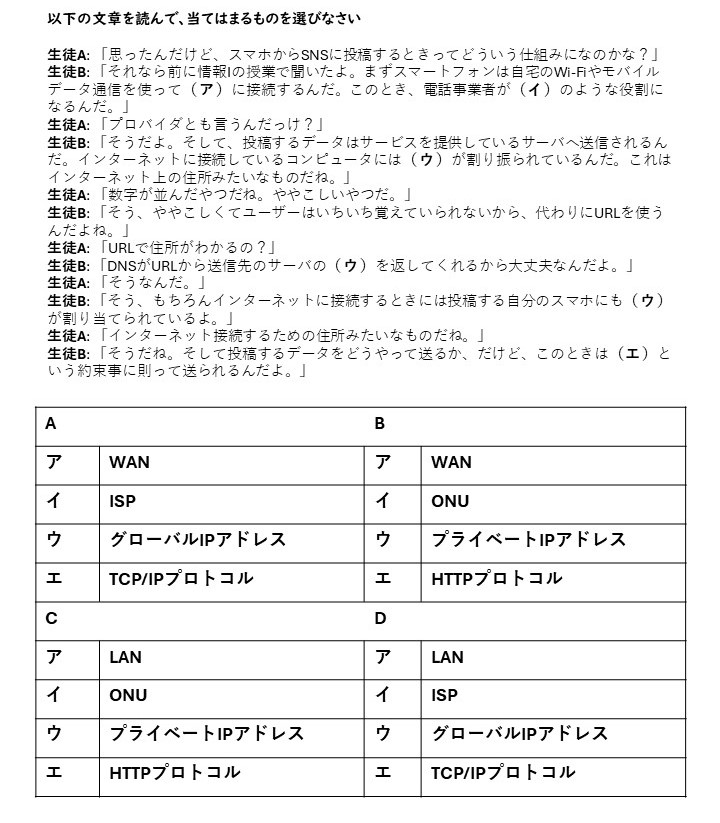 以下の文章を読んで、当てはまるものを選びなさい
生徒A: 「思ったんだけど、スマホからSNSに投稿するときってどういう仕組みになのかな？」
生徒B: 「それなら前に情報Iの授業で聞いたよ。まずスマートフォンは自宅のWi-Fiやモバイル
データ通信を使って（ア）に接続するんだ。このとき、電話事業者が（イ）のような役割に
なるんだ。」
生徒A: 「プロバイダとも言うんだっけ？」
生徒B: 「そうだよ。そして、投稿するデータはサービスを提供しているサーバへ送信されるん
だ。インターネットに接続しているコンピュータには（ウ）が割り振られているんだ。これは
インターネット上の住所みたいなものだね。」
生徒A: 「数字が並んだやつだね。ややこしいやつだ。」
生徒B: 「そう、ややこしくてユーザーはいちいち覚えていられないから、代わりにURLを使う
んだよね。」
生徒A: 「URLで住所がわかるの？」
生徒B: 「DNSがURLから送信先のサーバの（ウ）を返してくれるから大丈夫なんだよ。」
生徒A: 「そうなんだ。」
生徒B: 「そう、もちろんインターネットに接続するときには投稿する自分のスマホにも（ウ）
が割り当てられているよ。」
生徒A: 「インターネット接続するための住所みたいなものだね。」
生徒B: 「そうだね。そして投稿するデータをどうやって送るか、だけど、このときは（エ）と
いう約束事に則って送られるんだよ。」
A B
ア WAN ア WAN
イ ISP イ ONU
ウ グローバルIPアドレス ウ プライベートIPアドレス
エ TCP/IPプロトコル エ HTTPプロトコル
C D
ア LAN ア LAN
イ ONU イ ISP
ウ プライベートIPアドレス ウ グローバルIPアドレス
エ HTTPプロトコル エ TCP/IPプロトコル